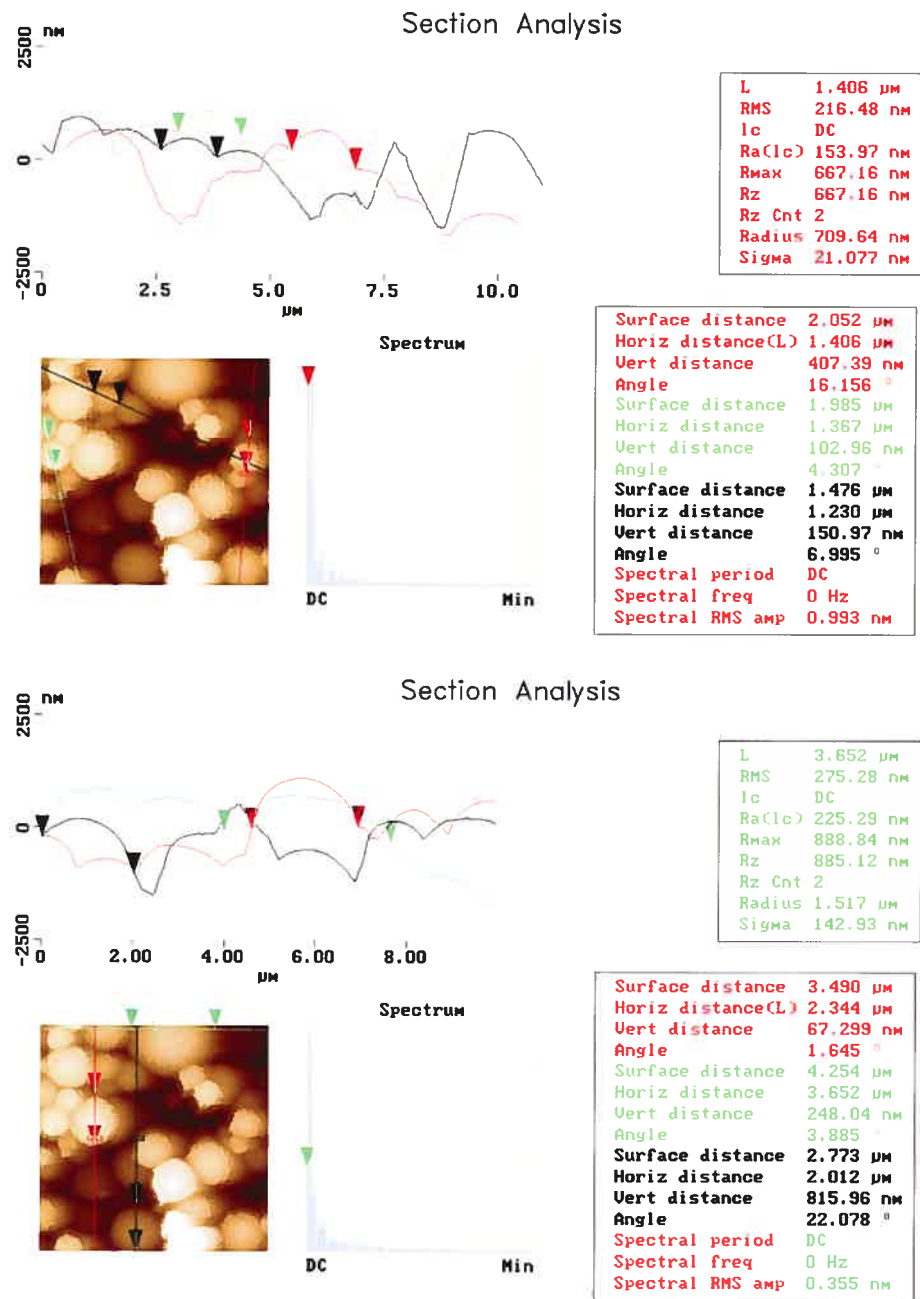 Section Analysis
2500
nm
0
-2500
0
2.5
5.0
7.5
10.0
μm
L 1.406 μm
RMS 216.48 nm
lc DC
Ra(lc) 153.97 nm
Rmax 667.16 nm
Rz 667.16 nm
Rz Cnt 2
Radius 709.64 nm
Sigma 21.077 nm
Spectrum
DC
Min
Surface distance 2.052 μm
Horiz distance(L) 1.406 μm
Vert distance 407.39 nm
Angle 16.156 °
Surface distance 1.985 μm
Horiz distance 1.367 μm
Vert distance 102.96 nm
Angle 4.307 °
Surface distance 1.476 μm
Horiz distance 1.230 μm
Vert distance 150.97 nm
Angle 6.995 °
Spectral period DC
Spectral freq 0 Hz
Spectral RMS amp 0.993 nm
Section Analysis
2500
nm
0
-2500
0
2.00
4.00
6.00
8.00
μm
L 3.652 μm
RMS 275.28 nm
lc DC
Ra(lc) 225.29 nm
Rmax 888.84 nm
Rz 885.12 nm
Rz Cnt 2
Radius 1.517 μm
Sigma 142.93 nm
Spectrum
DC
Min
Surface distance 3.490 μm
Horiz distance(L) 2.344 μm
Vert distance 67.299 nm
Angle 1.645 °
Surface distance 4.254 μm
Horiz distance 3.652 μm
Vert distance 248.04 nm
Angle 3.885 °
Surface distance 2.773 μm
Horiz distance 2.012 μm
Vert distance 815.96 nm
Angle 22.078 °
Spectral period DC
Spectral freq 0 Hz
Spectral RMS amp 0.355 nm